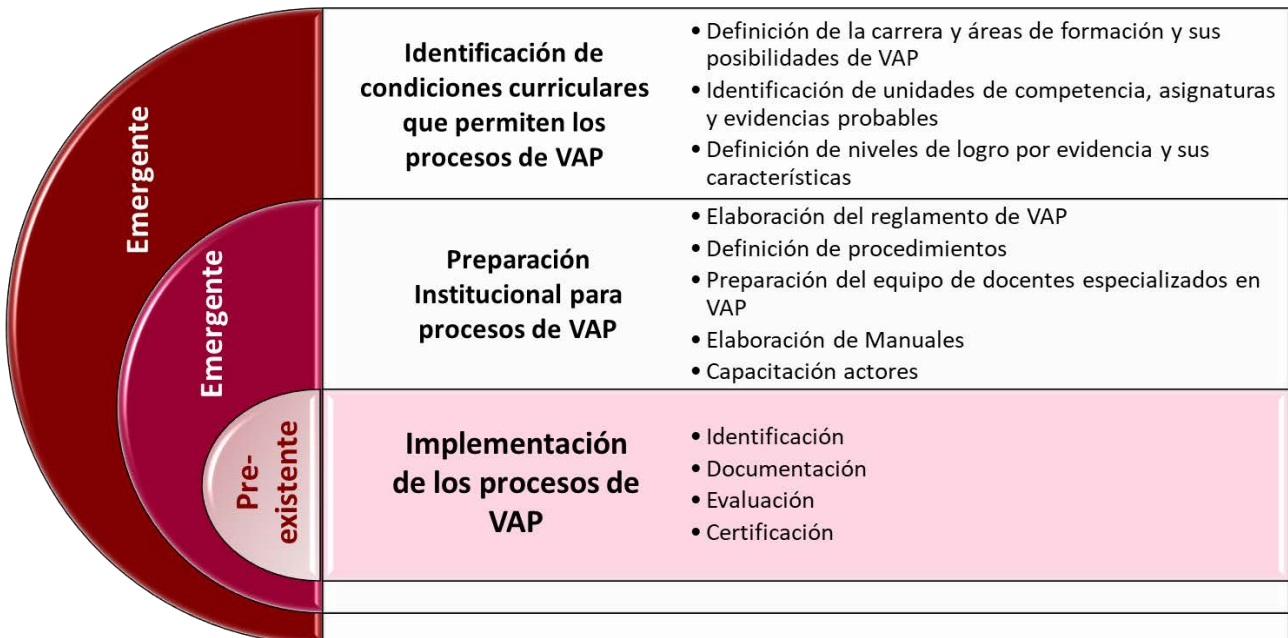 Emergente
Identificación de
condiciones curriculares
que permiten los
procesos de VAP
• Definición de la carrera y áreas de formación y sus
posibilidades de VAP
• Identificación de unidades de competencia, asignaturas
y evidencias probables
• Definición de niveles de logro por evidencia y sus
características
Emergente
Preparación
Institucional para
procesos de VAP
• Elaboración del reglamento de VAP
• Definición de procedimientos
• Preparación del equipo de docentes especializados en
VAP
• Elaboración de Manuales
• Capacitación actores
Pre-
existente
Implementación
de los procesos de
VAP
• Identificación
• Documentación
• Evaluación
• Certificación